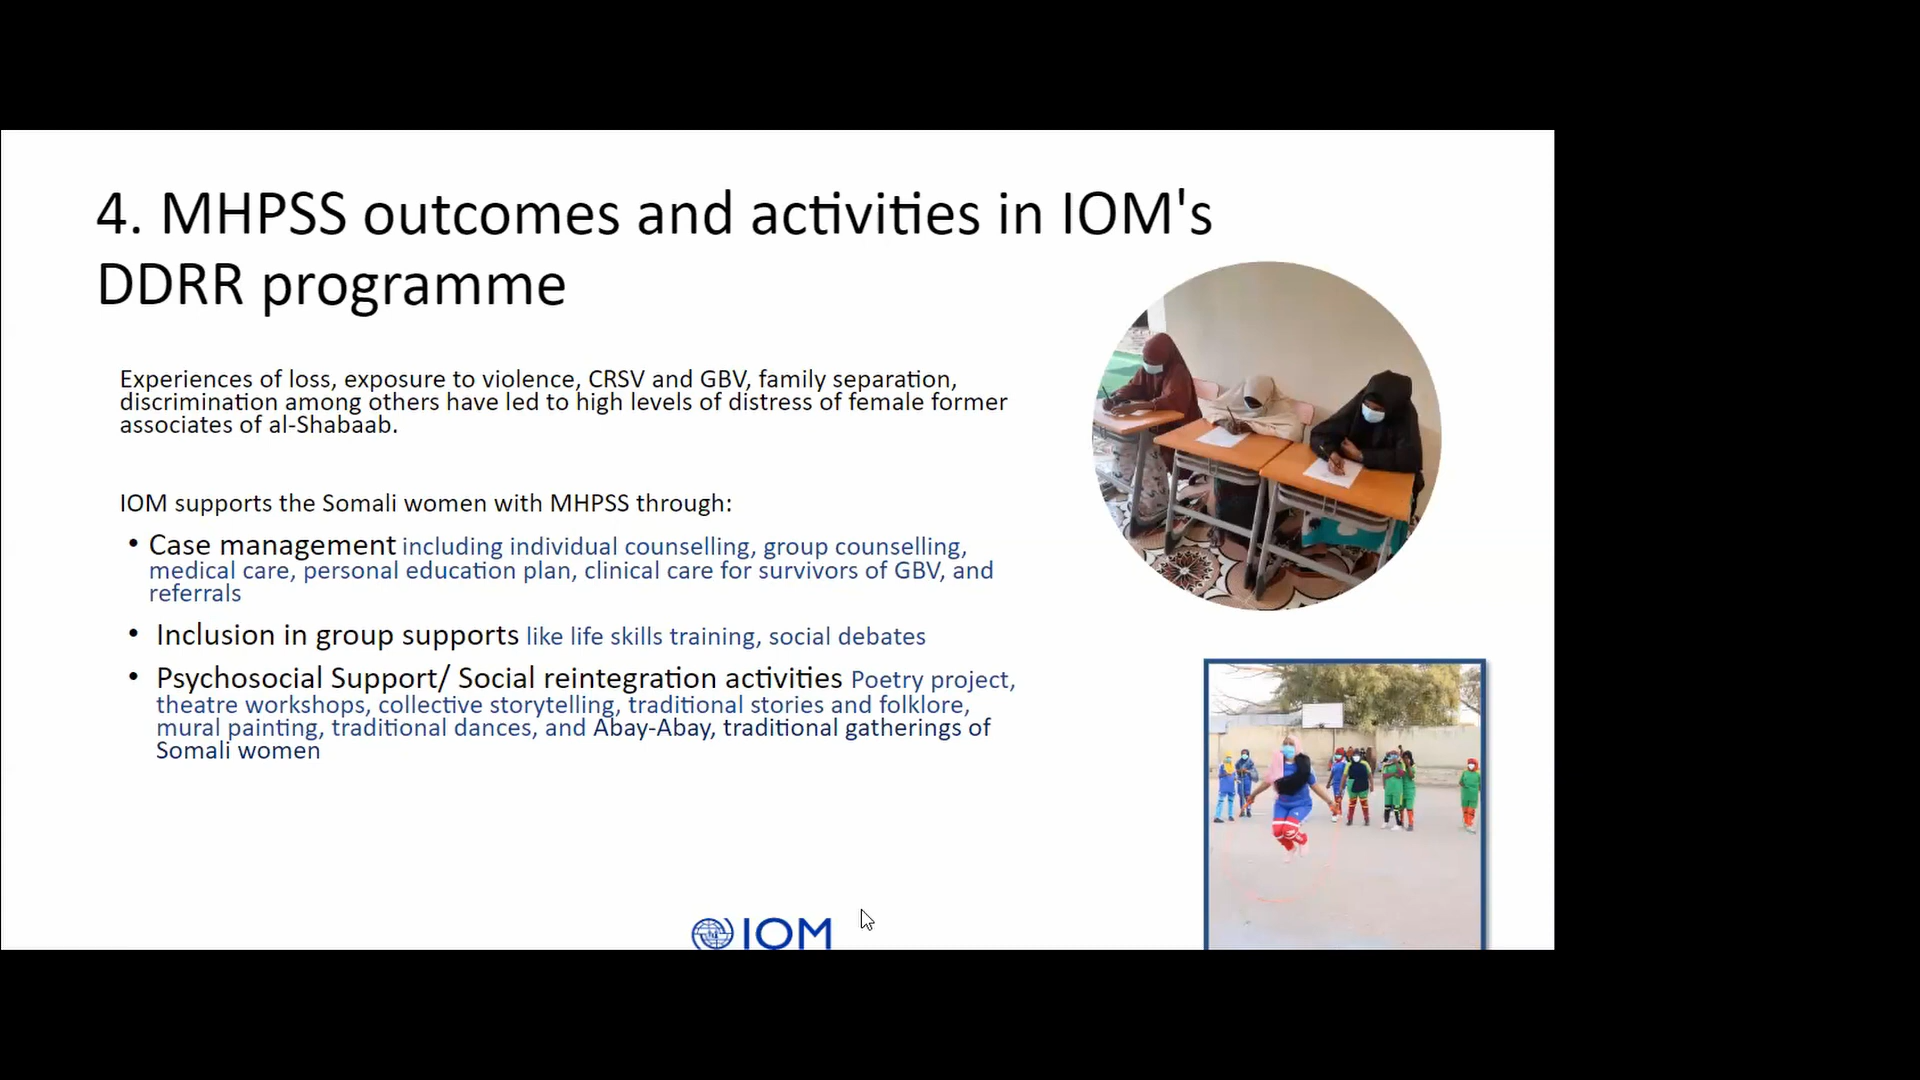 4. MHPSS outcomes and activities in IOM's
DDRR programme
Experiences of loss, exposure to violence, CRSV and GBV, family separation,
discrimination among others have led to high levels of distress of female former
associates of al-Shabaab.
IOM supports the Somali women with MHPSS through:
• Case management including individual counselling, group counselling,
medical care, personal education plan, clinical care for survivors of GBV, and
referrals
• Inclusion in group supports like life skills training, social debates
• Psychosocial Support/ Social reintegration activities Poetry project,
theatre workshops, collective storytelling, traditional stories and folklore,
mural painting, traditional dances, and Abay-Abay, traditional gatherings of
Somali women
IOM